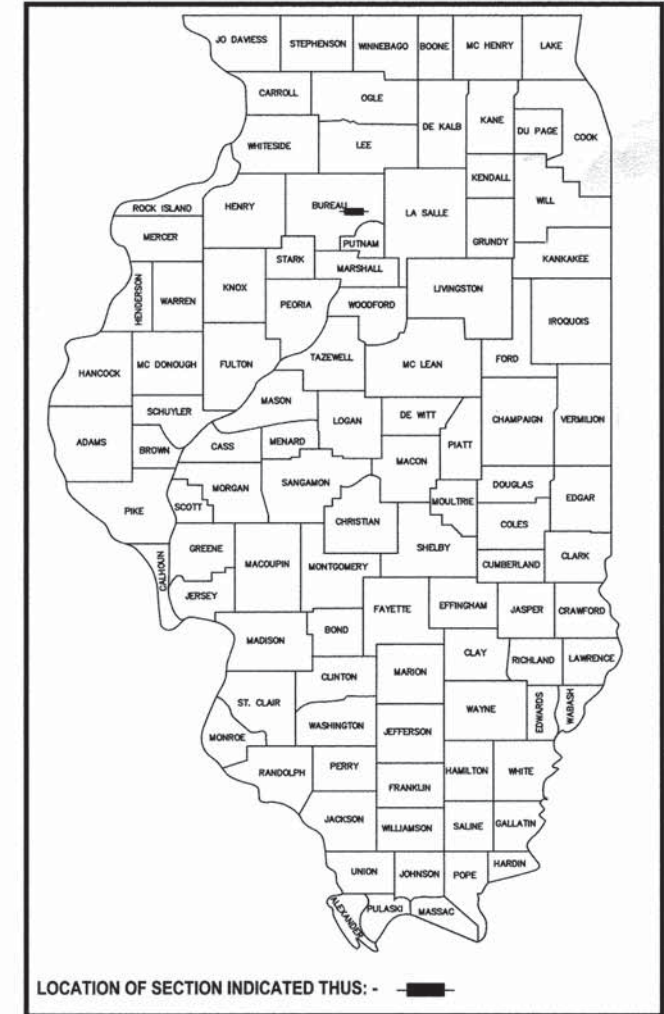 JO DAVIESS STEPHENSON WINNEBAGO BOONE MC HENRY LAKE
CARROLL OGLE DE KALB KANE DU PAGE COOK
WHITESIDE LEE
KENDALL
ROCK ISLAND HENRY BUREAU LA SALLE WILL
MERCER PUTNAM GRUNDY
STARK MARSHALL KANKAKEE
HENDERSON WARREN KNOX PEORIA WOODFORD LIVINGSTON IROQUOIS
HANCOCK MC DONOUGH FULTON TAZEWELL MC LEAN FORD
SCHUYLER MASON LOGAN DE WITT CHAMPAIGN VERMILION
ADAMS BROWN CASS MENARD PIATT
MACON
PIKE SCOTT MORGAN SANGAMON MOULTRIE DOUGLAS EDGAR
CHRISTIAN COLES
CALHOUN GREENE MACOUPIN MONTGOMERY SHELBY CUMBERLAND CLARK
JERSEY FAYETTE EFFINGHAM JASPER CRAWFORD
MADISON BOND
CLAY RICHLAND LAWRENCE
CLINTON MARION
ST. CLAIR WAYNE EDWARDS WABASH
WASHINGTON JEFFERSON
MONROE
RANDOLPH PERRY HAMILTON WHITE
FRANKLIN
JACKSON WILLIAMSON SALINE GALLATIN
UNION JOHNSON POPE HARDIN
ALEXANDER PULASKI MASSAC
LOCATION OF SECTION INDICATED THUS: -